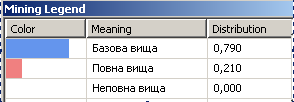 Mining Legend
Color Meaning Distribution
Базова вища 0,790
Повна вища 0,210
Неповна вища 0,000